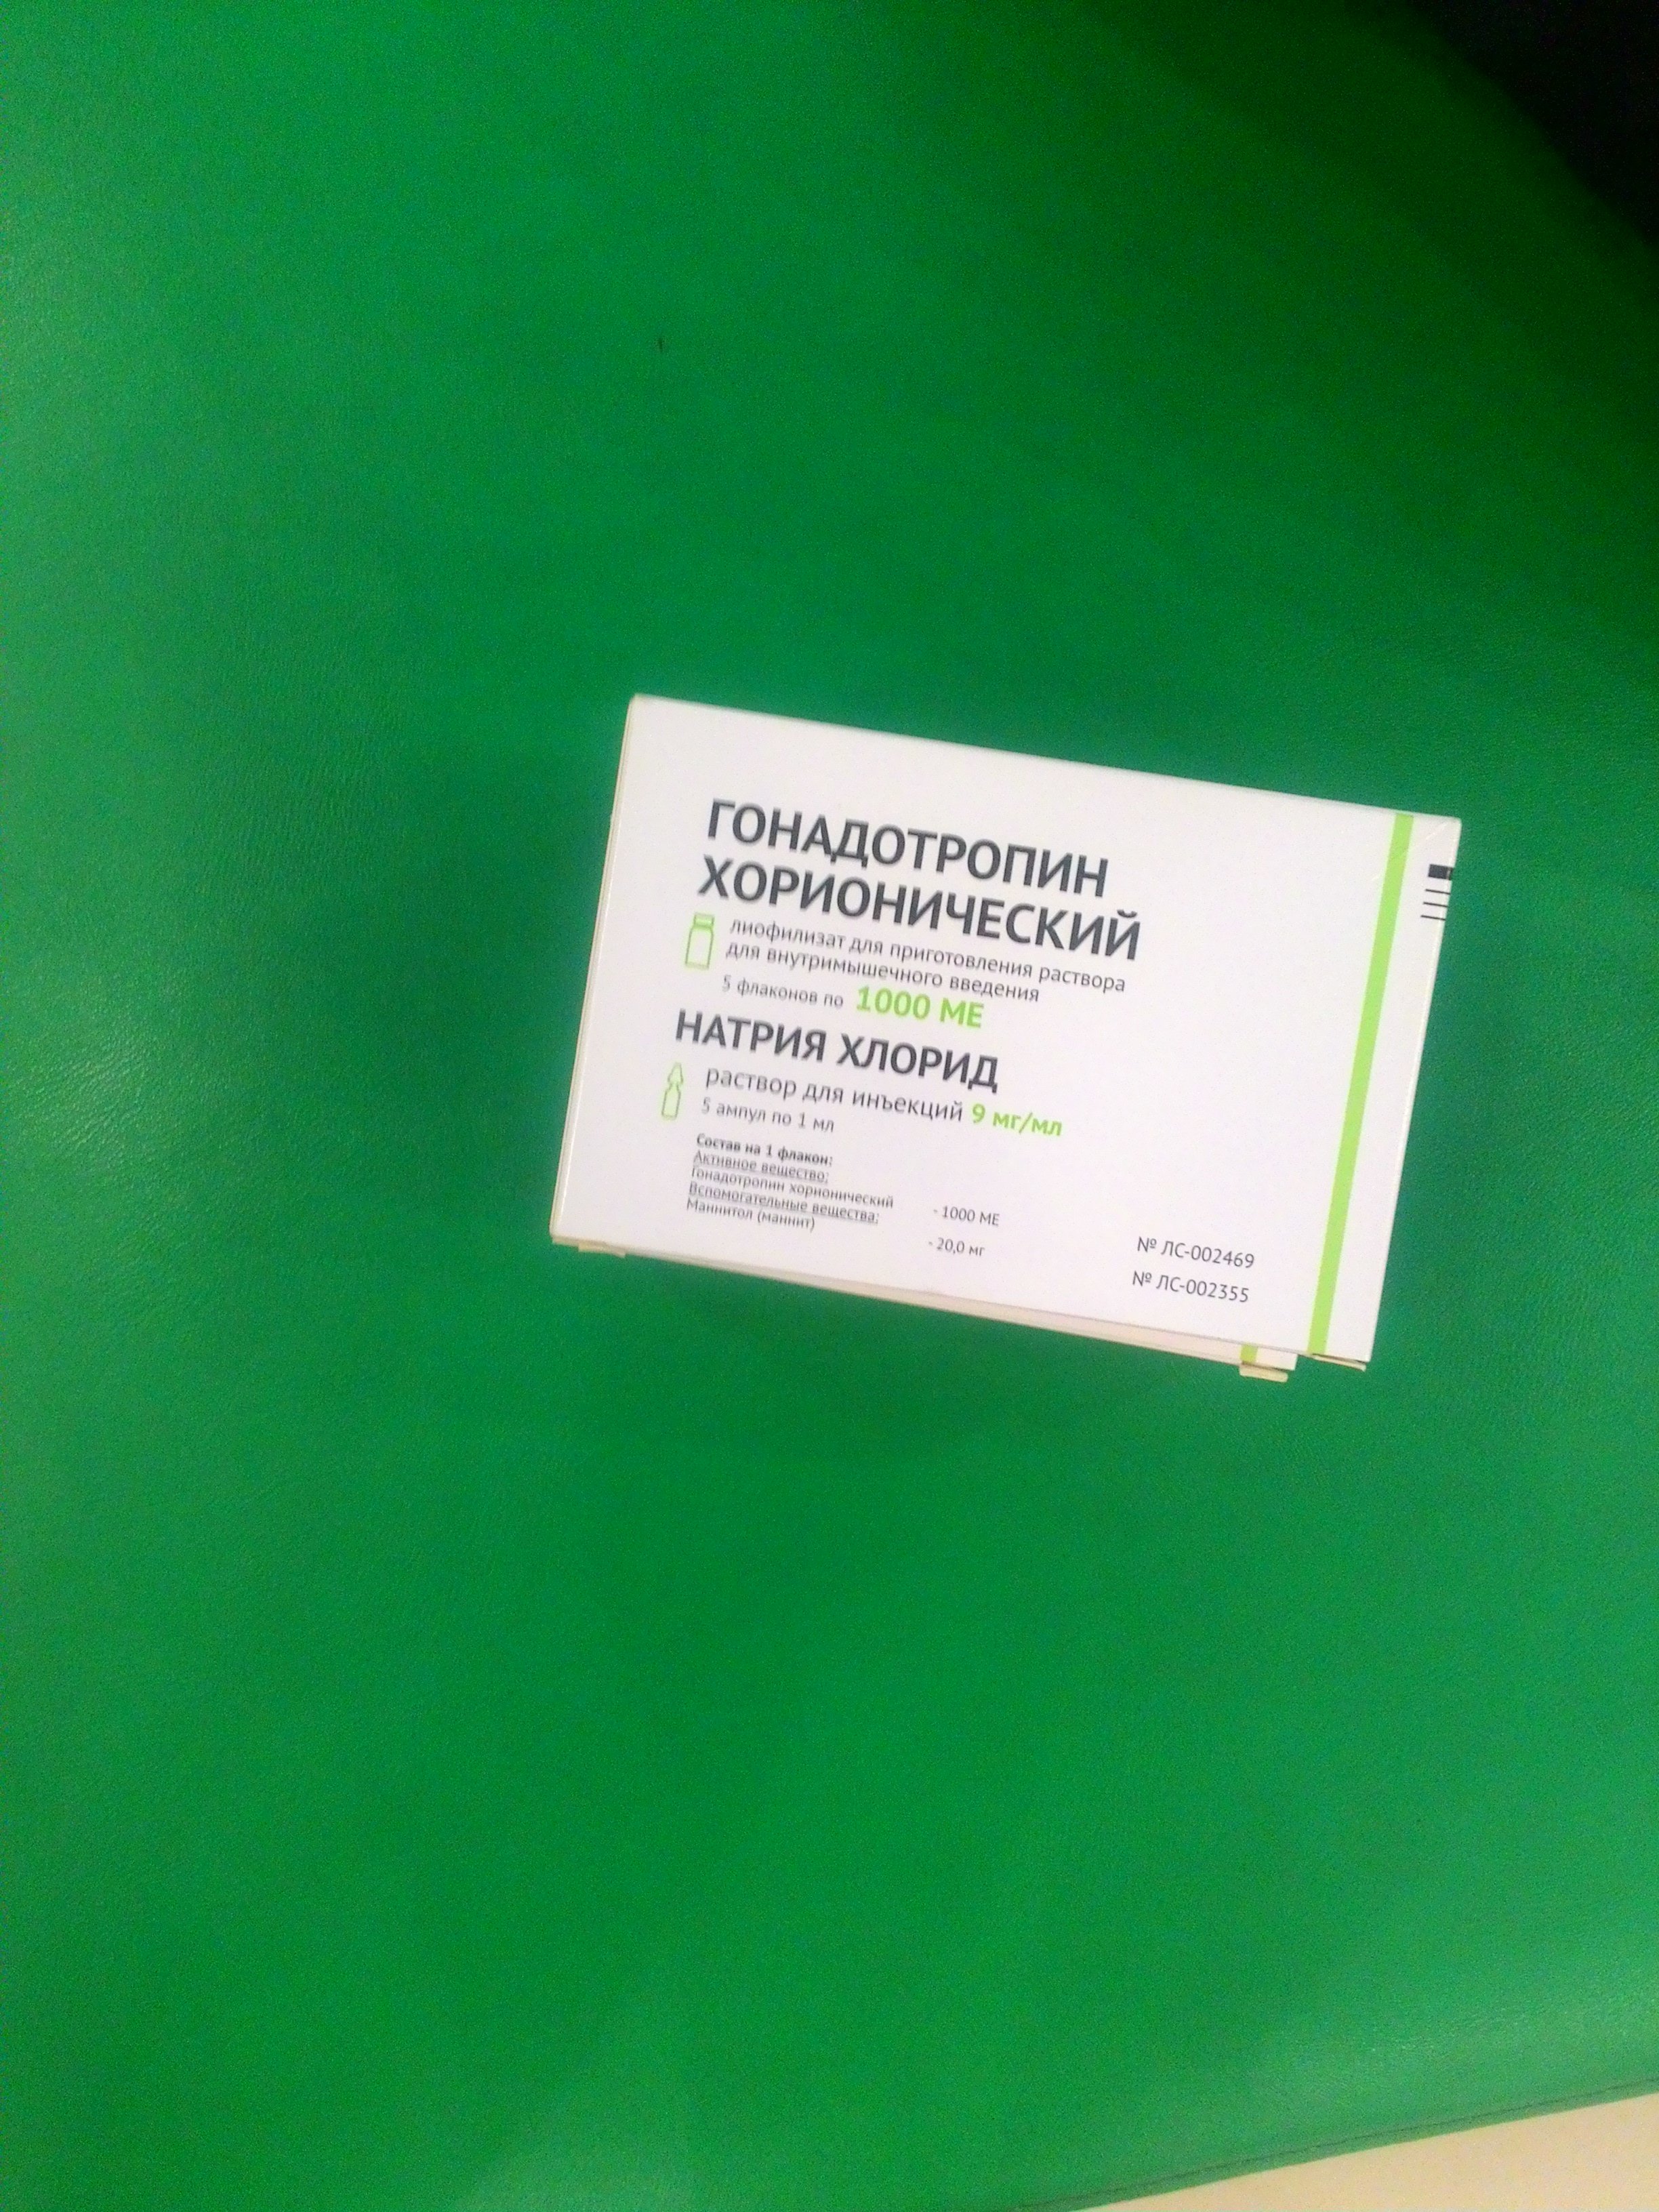 ГОНАДОТРОПИН
ХОРИОНИЧЕСКИЙ
лиофилизат для приготовления раствора
для внутримышечного введения
5 флаконов по 1000 МЕ
НАТРИЯ ХЛОРИД
раствор для инъекций 9 мг/мл
5 ампул по 1 мл
Состав на 1 флакон:
Активное вещество:
Гонадотропин хорионический - 1000 МЕ
Вспомогательные вещества:
Маннитол (маннит) - 20,0 мг
№ ЛС-002469
№ ЛС-002355